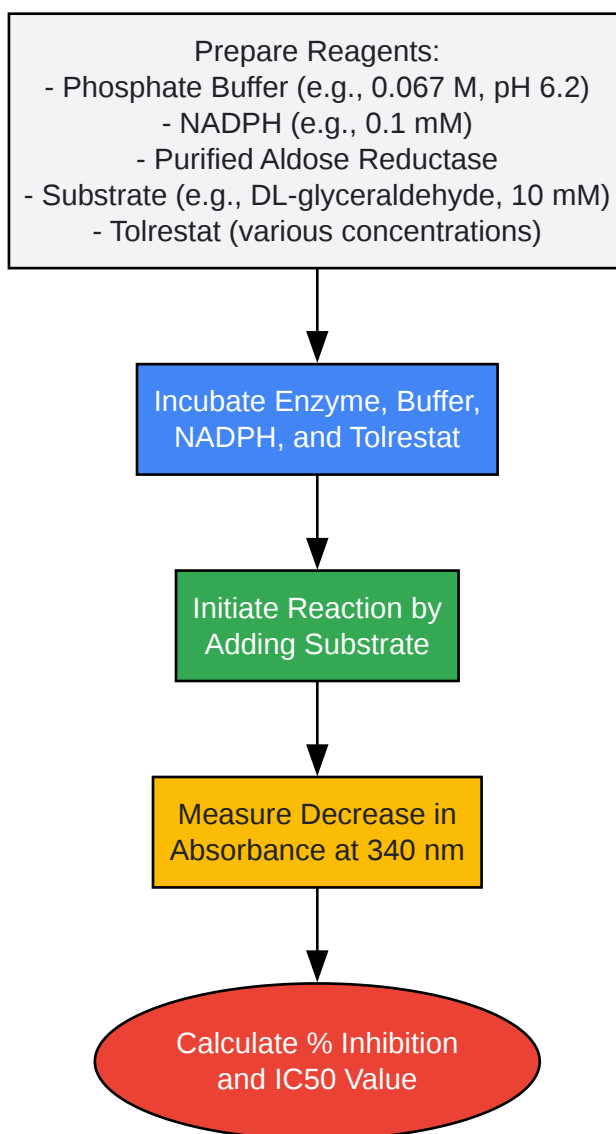 Prepare Reagents:
- Phosphate Buffer (e.g., 0.067 M, pH 6.2)
- NADPH (e.g., 0.1 mM)
- Purified Aldose Reductase
- Substrate (e.g., DL-glyceraldehyde, 10 mM)
- Tolrestat (various concentrations)
Incubate Enzyme, Buffer,
NADPH, and Tolrestat
Initiate Reaction by
Adding Substrate
Measure Decrease in
Absorbance at 340 nm
Calculate % Inhibition
and IC50 Value